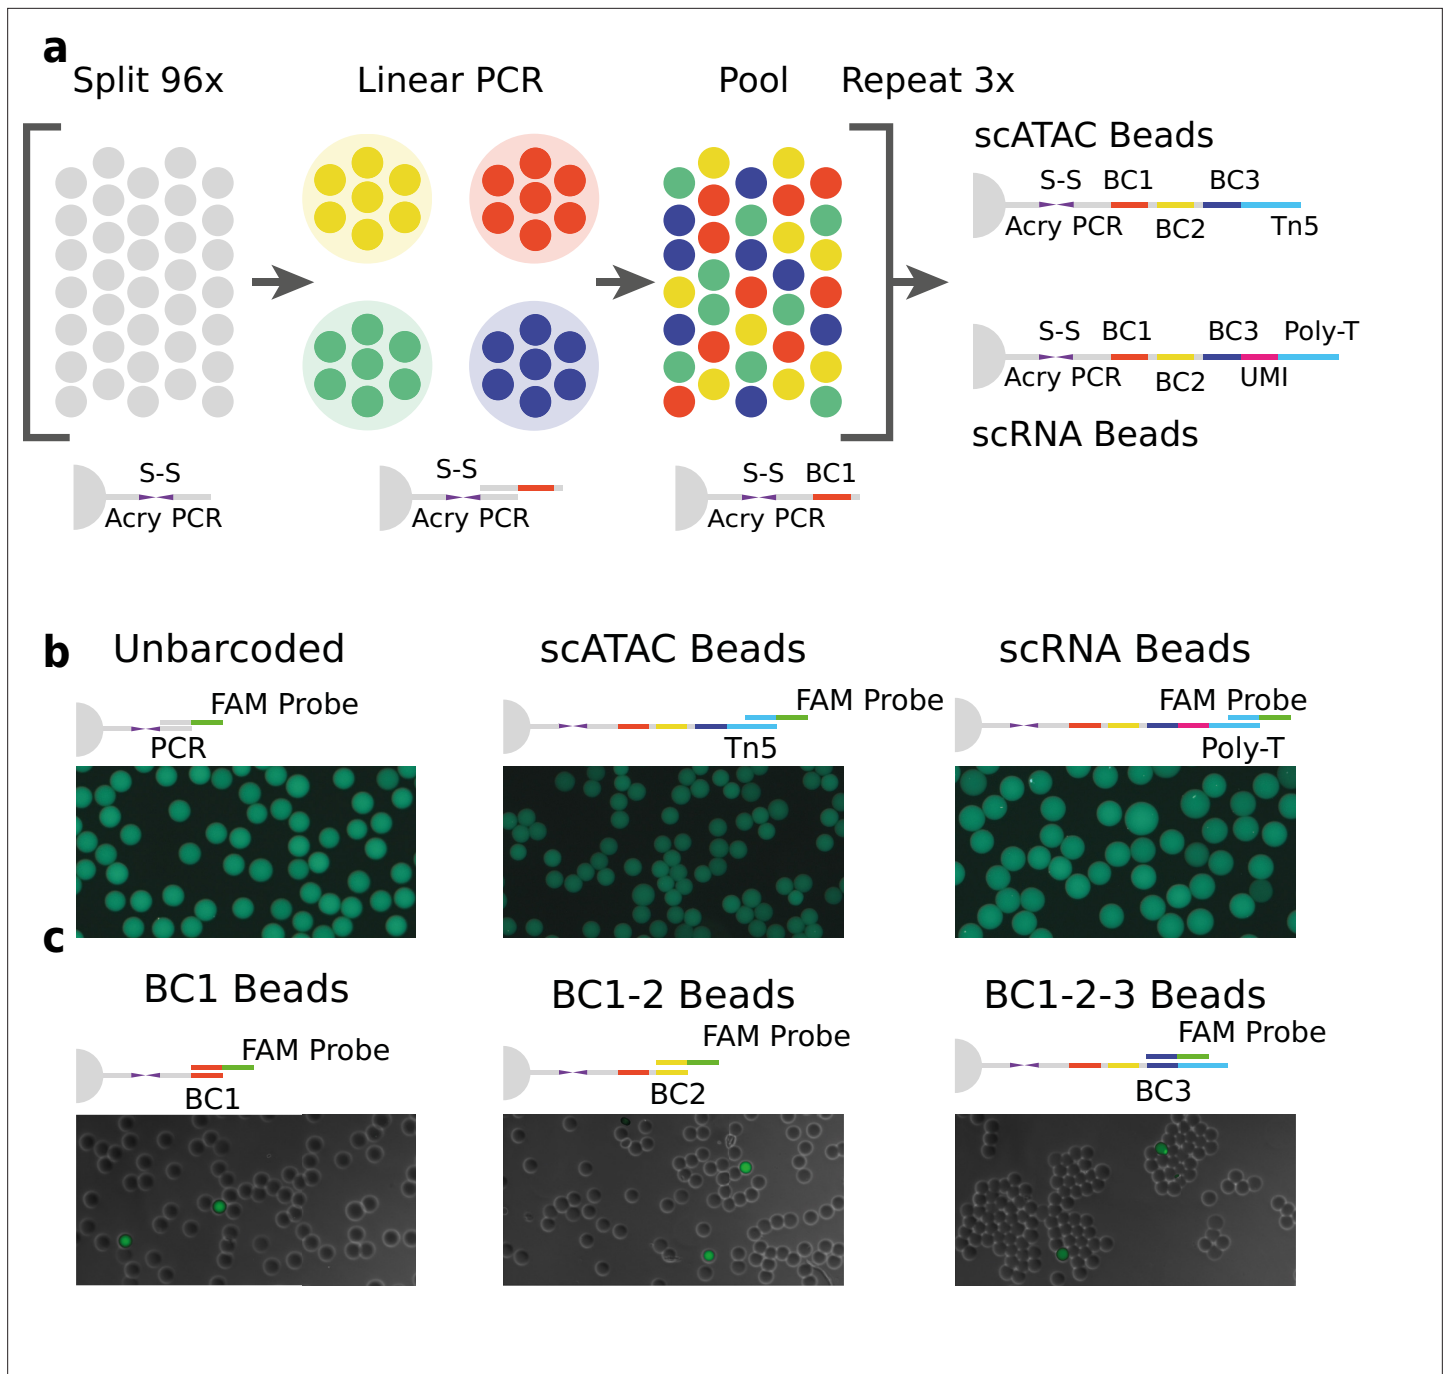 a
Split 96x Linear PCR Pool Repeat 3x
scATAC Beads
S-S BC1 BC3
Acry PCR BC2 Tn5
S-S BC1 BC3 Poly-T
Acry PCR BC2 UMI
scRNA Beads
S-S
Acry PCR
S-S
Acry PCR
S-S BC1
Acry PCR
b
Unbarcoded scATAC Beads scRNA Beads
FAM Probe FAM Probe FAM Probe
PCR Tn5 Poly-T
c
BC1 Beads BC1-2 Beads BC1-2-3 Beads
FAM Probe FAM Probe FAM Probe
BC1 BC2 BC3